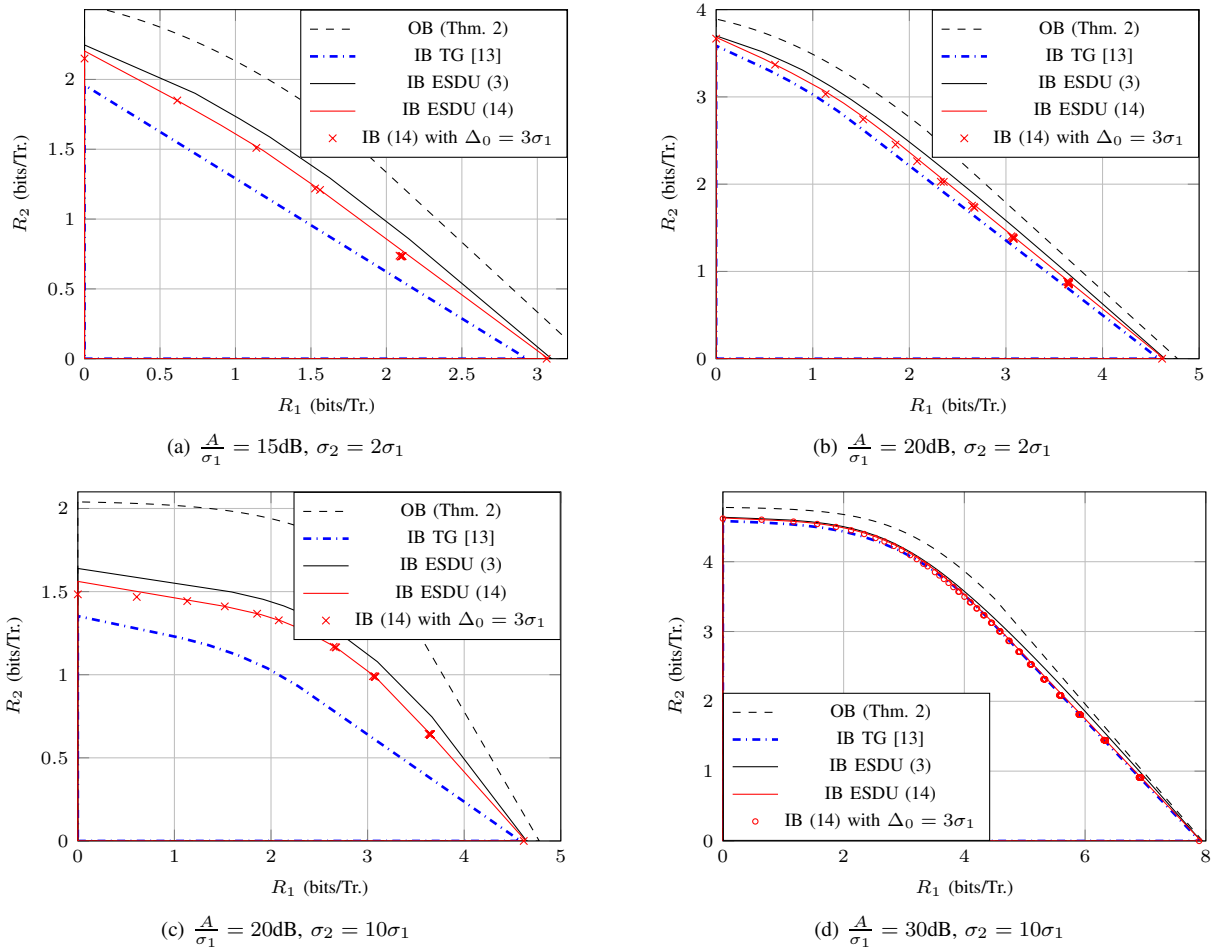 OB (Thm. 2)
IB TG [13]
IB ESDU (3)
IB ESDU (14)
IB (14) with Δ₀ = 3σ₁
2
1.5
1
0.5
0
0 0.5 1 1.5 2 2.5 3
R₂ (bits/Tr.)
R₁ (bits/Tr.)
(a) A/σ₁ = 15dB, σ₂ = 2σ₁
OB (Thm. 2)
IB TG [13]
IB ESDU (3)
IB ESDU (14)
IB (14) with Δ₀ = 3σ₁
4
3
2
1
0
0 1 2 3 4 5
R₂ (bits/Tr.)
R₁ (bits/Tr.)
(b) A/σ₁ = 20dB, σ₂ = 2σ₁
OB (Thm. 2)
IB TG [13]
IB ESDU (3)
IB ESDU (14)
IB (14) with Δ₀ = 3σ₁
2
1.5
1
0.5
0
0 1 2 3 4 5
R₂ (bits/Tr.)
R₁ (bits/Tr.)
(c) A/σ₁ = 20dB, σ₂ = 10σ₁
4
3
2
1
0
OB (Thm. 2)
IB TG [13]
IB ESDU (3)
IB ESDU (14)
IB (14) with Δ₀ = 3σ₁
0 2 4 6 8
R₂ (bits/Tr.)
R₁ (bits/Tr.)
(d) A/σ₁ = 30dB, σ₂ = 10σ₁